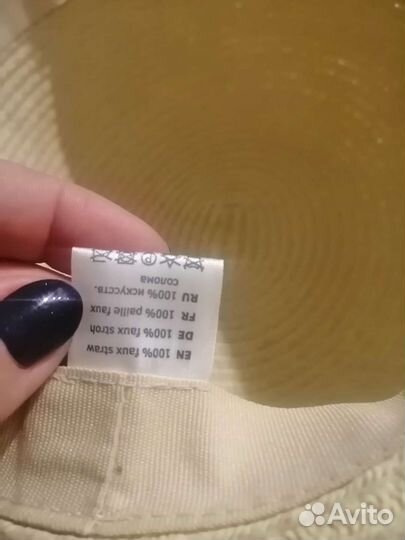 EN 100% faux straw
DE 100% faux stroh
FR 100% paille faux
RU 100% искусств.
солома
Avito